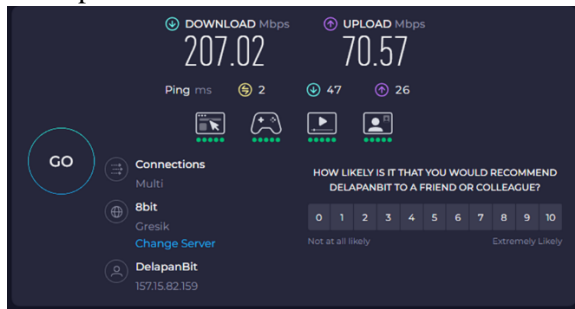 DOWNLOAD Mbps UPLOAD Mbps
207.02 70.57
Ping ms 2 47 26
GO
Connections
Multi
8bit
Gresik
Change Server
DelapanBit
157.15.82.159
HOW LIKELY IS IT THAT YOU WOULD RECOMMEND
DELAPANBIT TO A FRIEND OR COLLEAGUE?
0 1 2 3 4 5 6 7 8 9 10
Not at all likely Extremely Likely